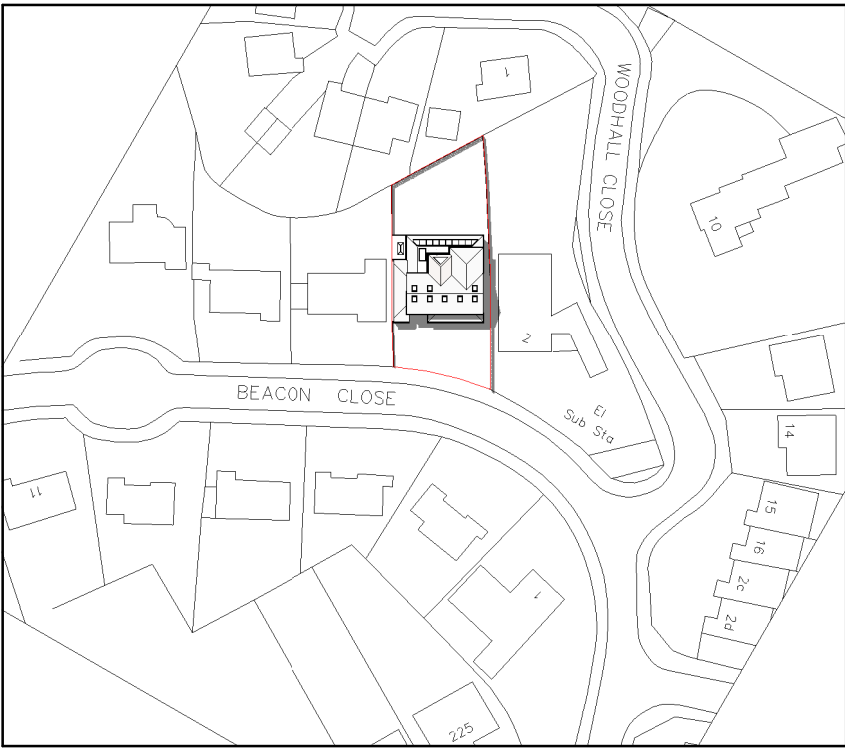 1
WOODHALL CLOSE
10
2
BEACON CLOSE
El
Sub Sta
14
11
15
16
2c
2d
1
225